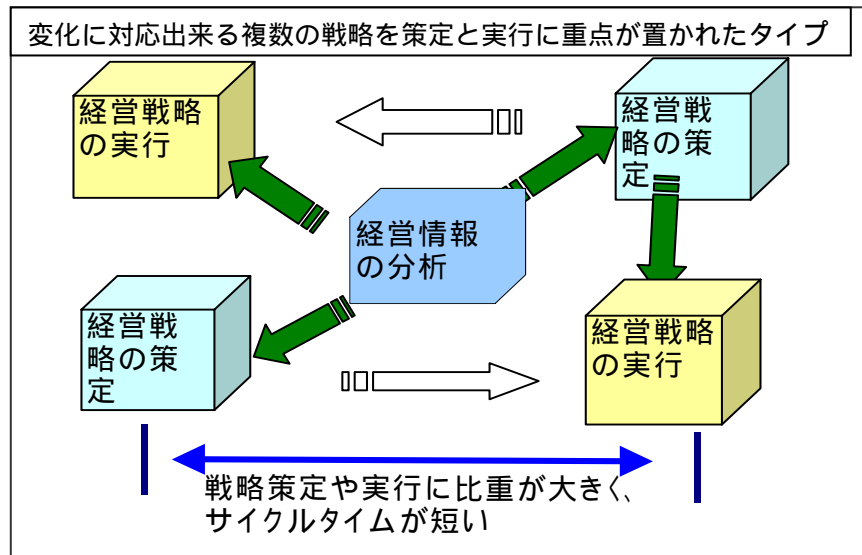 変化に対応出来る複数の戦略を策定と実行に重点が置かれたタイプ
経営戦略
の実行
経営戦
略の策
定
経営情報
の分析
経営戦
略の策
定
経営戦略
の実行
戦略策定や実行に比重が大きく、
サイクルタイムが短い